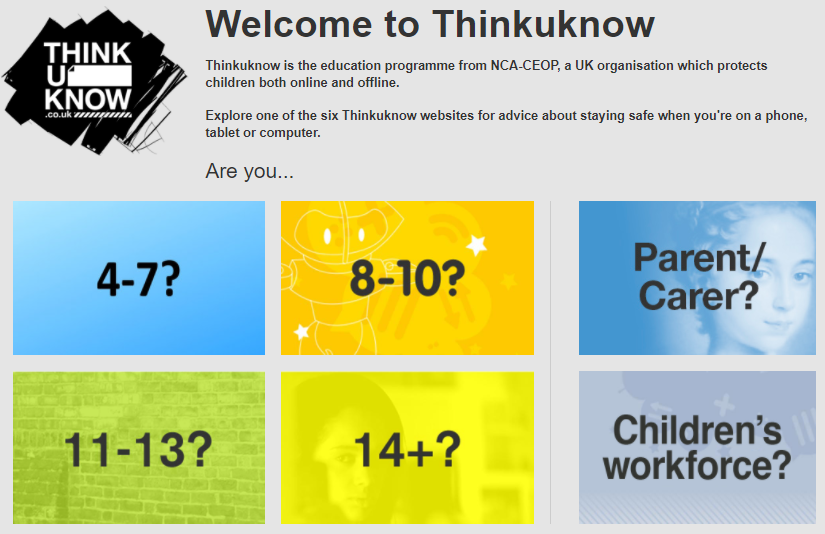 THINK
U
KNOW
.co.uk
Welcome to Thinkuknow
Thinkuknow is the education programme from NCA-CEOP, a UK organisation which protects
children both online and offline.
Explore one of the six Thinkuknow websites for advice about staying safe when you're on a phone,
tablet or computer.
Are you...
4-7?
8-10?
Parent/
Carer?
11-13?
14+?
Children's
workforce?